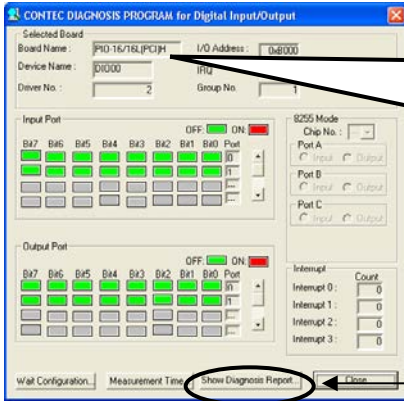 CONTEC DIAGNOSIS PROGRAM for Digital Input/Output
Selected Board
Board Name : PIO-16/16L(PCI)H I/O Address :
Device Name : DIO00 IRQ
Driver No. : 2 Group No. 1
Input Port
OFF: ON:
Bit7 Bit6 Bit5 Bit4 Bit3 Bit2 Bit1 Bit0 Port
0
1
---
---
8255 Mode
Chip No. : --
Port A
Input Output
Port B
Input Output
Port C
Input Output
Output Port
OFF: ON:
Bit7 Bit6 Bit5 Bit4 Bit3 Bit2 Bit1 Bit0 Port
0
1
---
---
Interrupt
Count
Interrupt 0 : 0
Interrupt 1 : 0
Interrupt 2 : 0
Interrupt 3 : 0
Wait Configuration... Measurement Time Show Diagnosis Report... Close